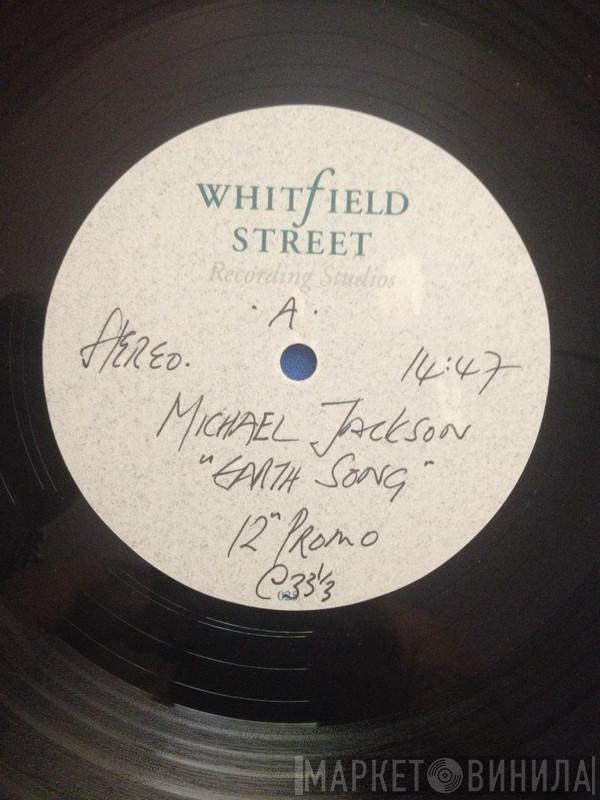 WHITfIELD
STREET
Recording Studios
· A ·
STEREO. 14:47
MICHAEL JACKSON
"EARTH SONG"
12" PROMO
@33⅓
МАРКЕТ ВИНИЛА